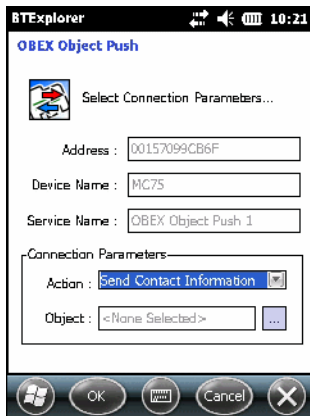 BTExplorer 10:21
OBEX Object Push
Select Connection Parameters...
Address : 00157099CB6F
Device Name : MC75
Service Name : OBEX Object Push 1
Connection Parameters
Action : Send Contact Information
Object : <None Selected> ...
OK Cancel